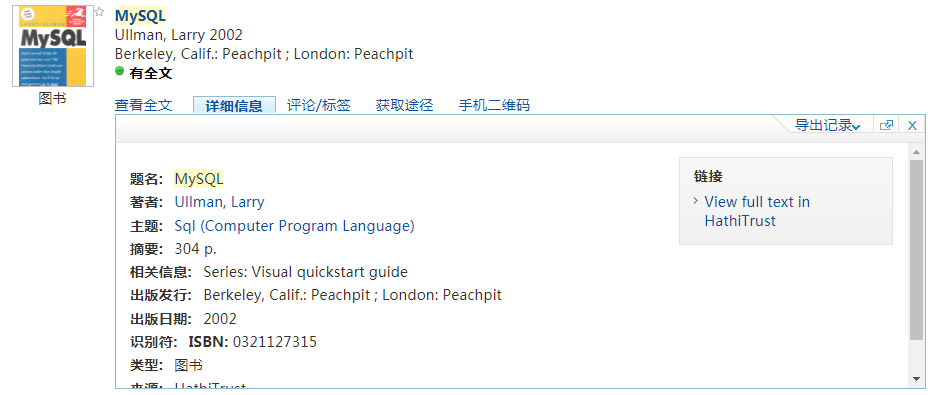 LARRY ULLMAN
MySQL
图书
MySQL
Ullman, Larry 2002
Berkeley, Calif.: Peachpit ; London: Peachpit
有全文
查看全文 详细信息 评论/标签 获取途径 手机二维码
导出记录 X
题名： MySQL
著者： Ullman, Larry
主题： Sql (Computer Program Language)
摘要： 304 p.
相关信息： Series: Visual quickstart guide
出版发行： Berkeley, Calif.: Peachpit ; London: Peachpit
出版日期： 2002
识别符： ISBN: 0321127315
类型： 图书
来源： HathiTrust
链接
View full text in
HathiTrust